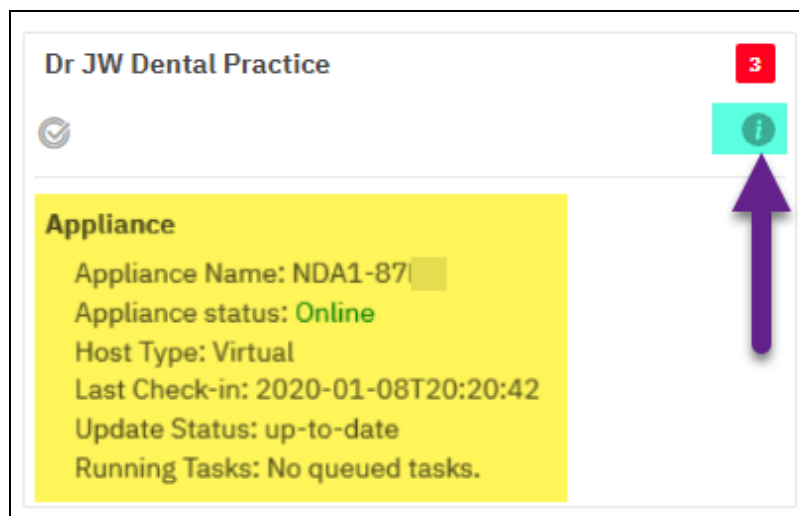 Dr JW Dental Practice
3
i
Appliance
Appliance Name: NDA1-87
Appliance status: Online
Host Type: Virtual
Last Check-in: 2020-01-08T20:20:42
Update Status: up-to-date
Running Tasks: No queued tasks.